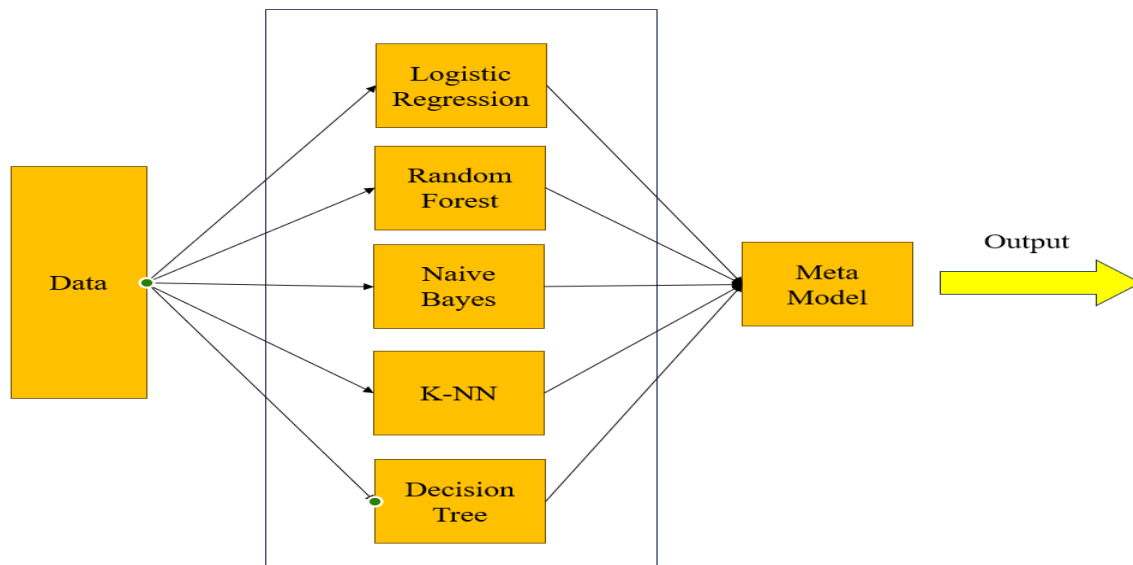 Logistic
Regression
Random
Forest
Data
Naive
Bayes
K-NN
Decision
Tree
Meta
Model
Output